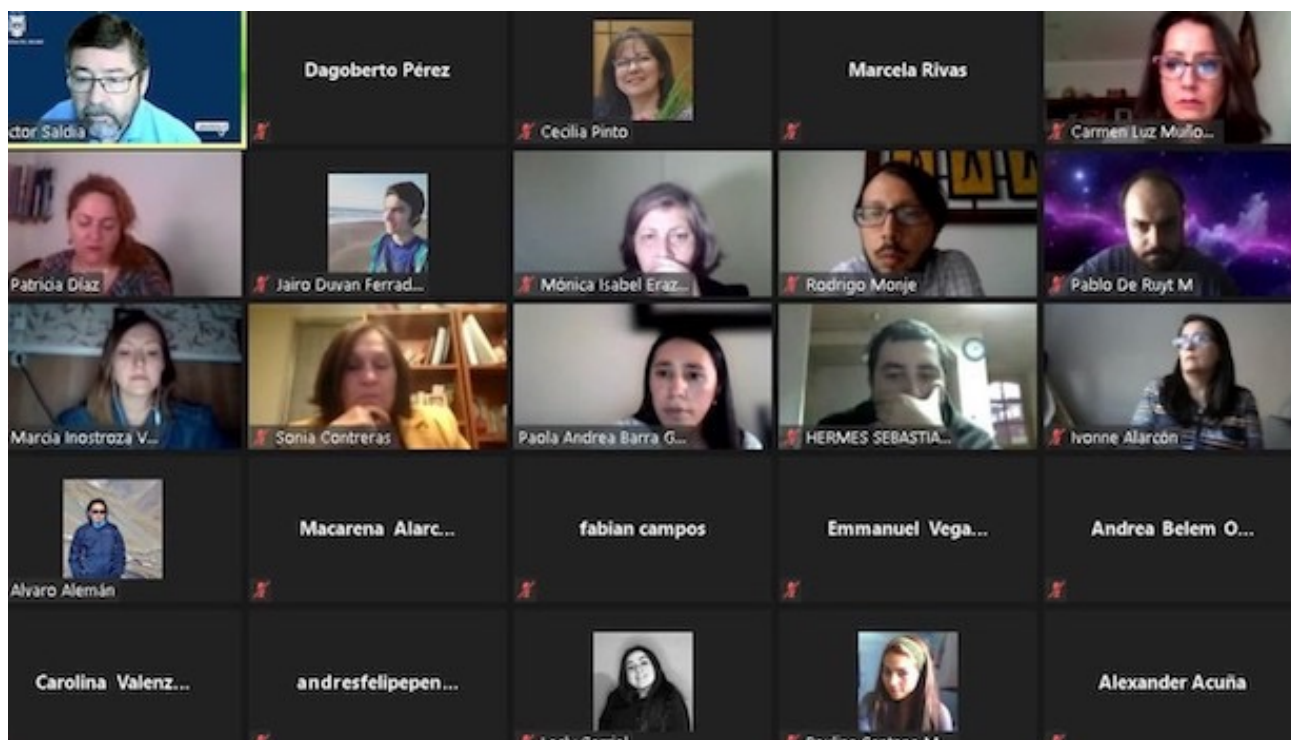 ctor Saldia
Dagoberto Pérez
Cecilia Pinto
Marcela Rivas
Carmen Luz Muño...
Patricia Díaz
Jairo Duvan Ferrad...
Mónica Isabel Eraz...
Rodrigo Monje
Pablo De Ruyt M
Marcia Inostroza V...
Sonia Contreras
Paola Andrea Barra G...
HERMES SEBASTIA...
Ivonne Alarcón
Alvaro Alemán
Macarena Alarc...
fabian campos
Emmanuel Vega...
Andrea Belem O...
Carolina Valenz...
andresfelipepen...
Alexander Acuña